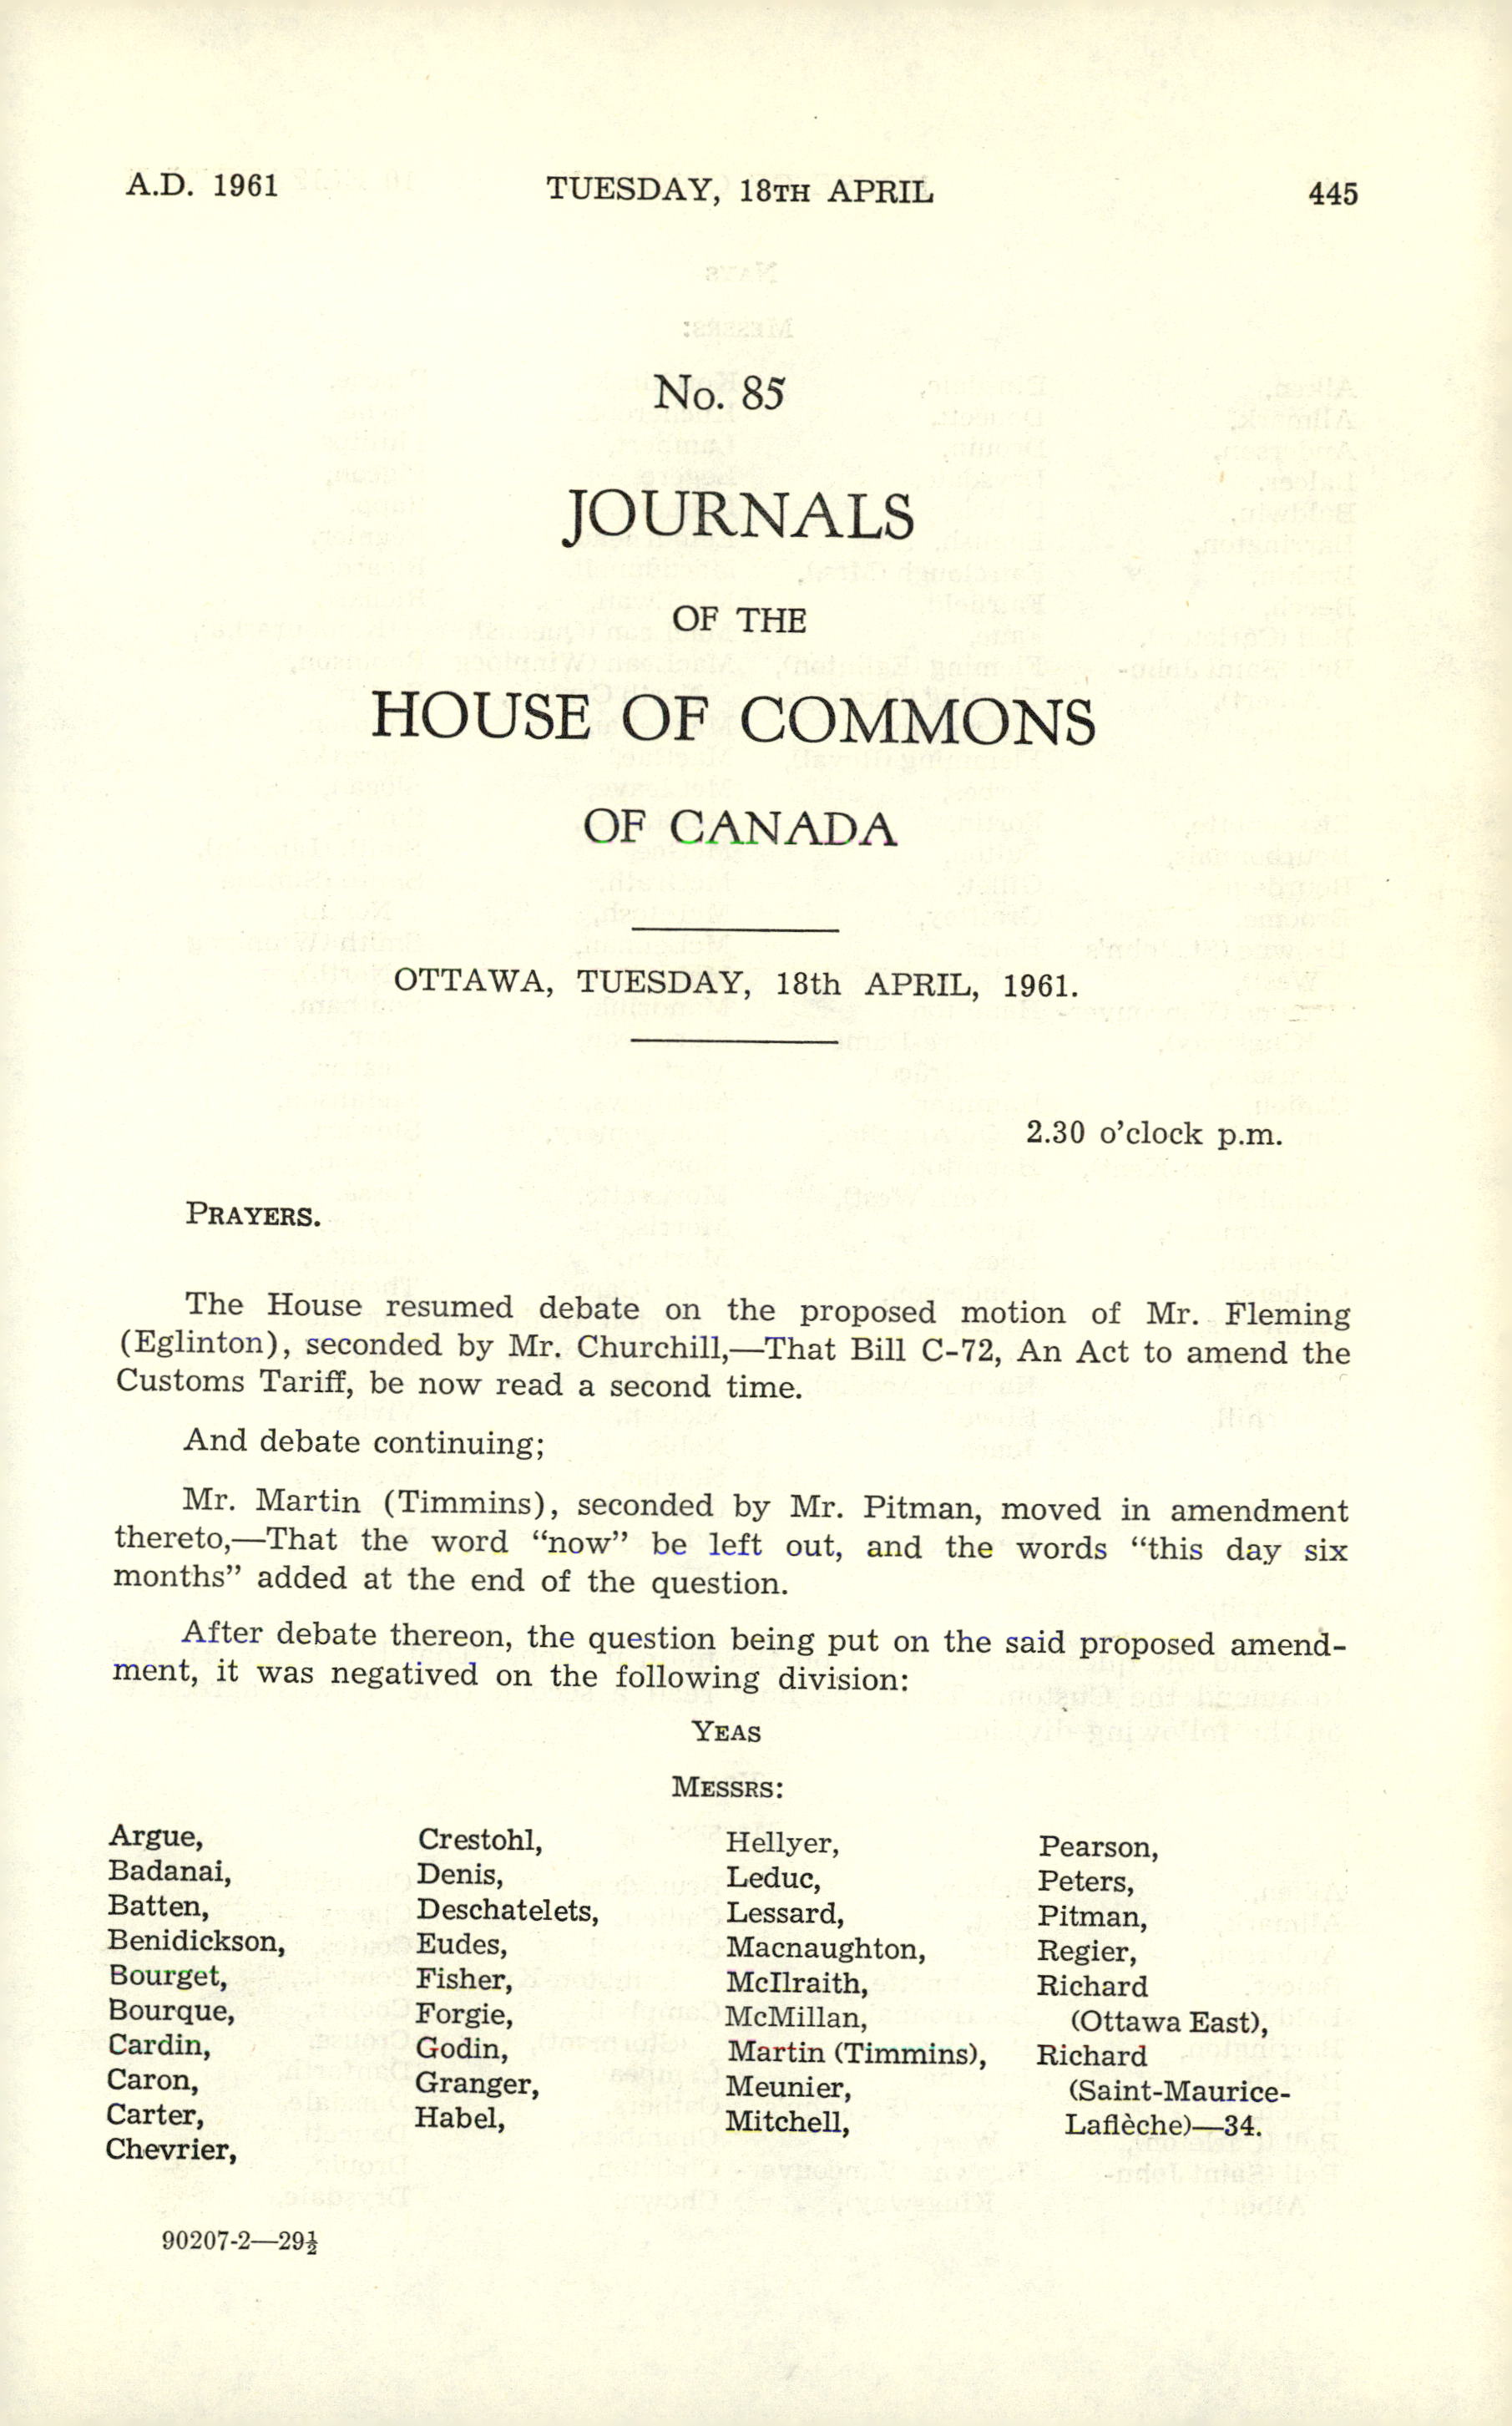 A.D. 1961 TUESDAY, 18TH APRIL 445
No. 85
JOURNALS
OF THE
HOUSE OF COMMONS
OF CANADA
OTTAWA, TUESDAY, 18th APRIL, 1961.
2.30 o'clock p.m.
PRAYERS.
The House resumed debate on the proposed motion of Mr. Fleming
(Eglinton), seconded by Mr. Churchill,—That Bill C-72, An Act to amend the
Customs Tariff, be now read a second time.
And debate continuing;
Mr. Martin (Timmins), seconded by Mr. Pitman, moved in amendment
thereto,—That the word “now” be left out, and the words “this day six
months” added at the end of the question.
After debate thereon, the question being put on the said proposed amend-
ment, it was negatived on the following division:
YEAS
MESSRS:
Argue,
Badanai,
Batten,
Benidickson,
Bourget,
Bourque,
Cardin,
Caron,
Carter,
Chevrier,
Crestohl,
Denis,
Deschatelets,
Eudes,
Fisher,
Forgie,
Godin,
Granger,
Habel,
Hellyer,
Leduc,
Lessard,
Macnaughton,
McIlraith,
McMillan,
Martin (Timmins),
Meunier,
Mitchell,
Pearson,
Peters,
Pitman,
Regier,
Richard
(Ottawa East),
Richard
(Saint-Maurice-
Laflèche)—34.
90207-2—29½